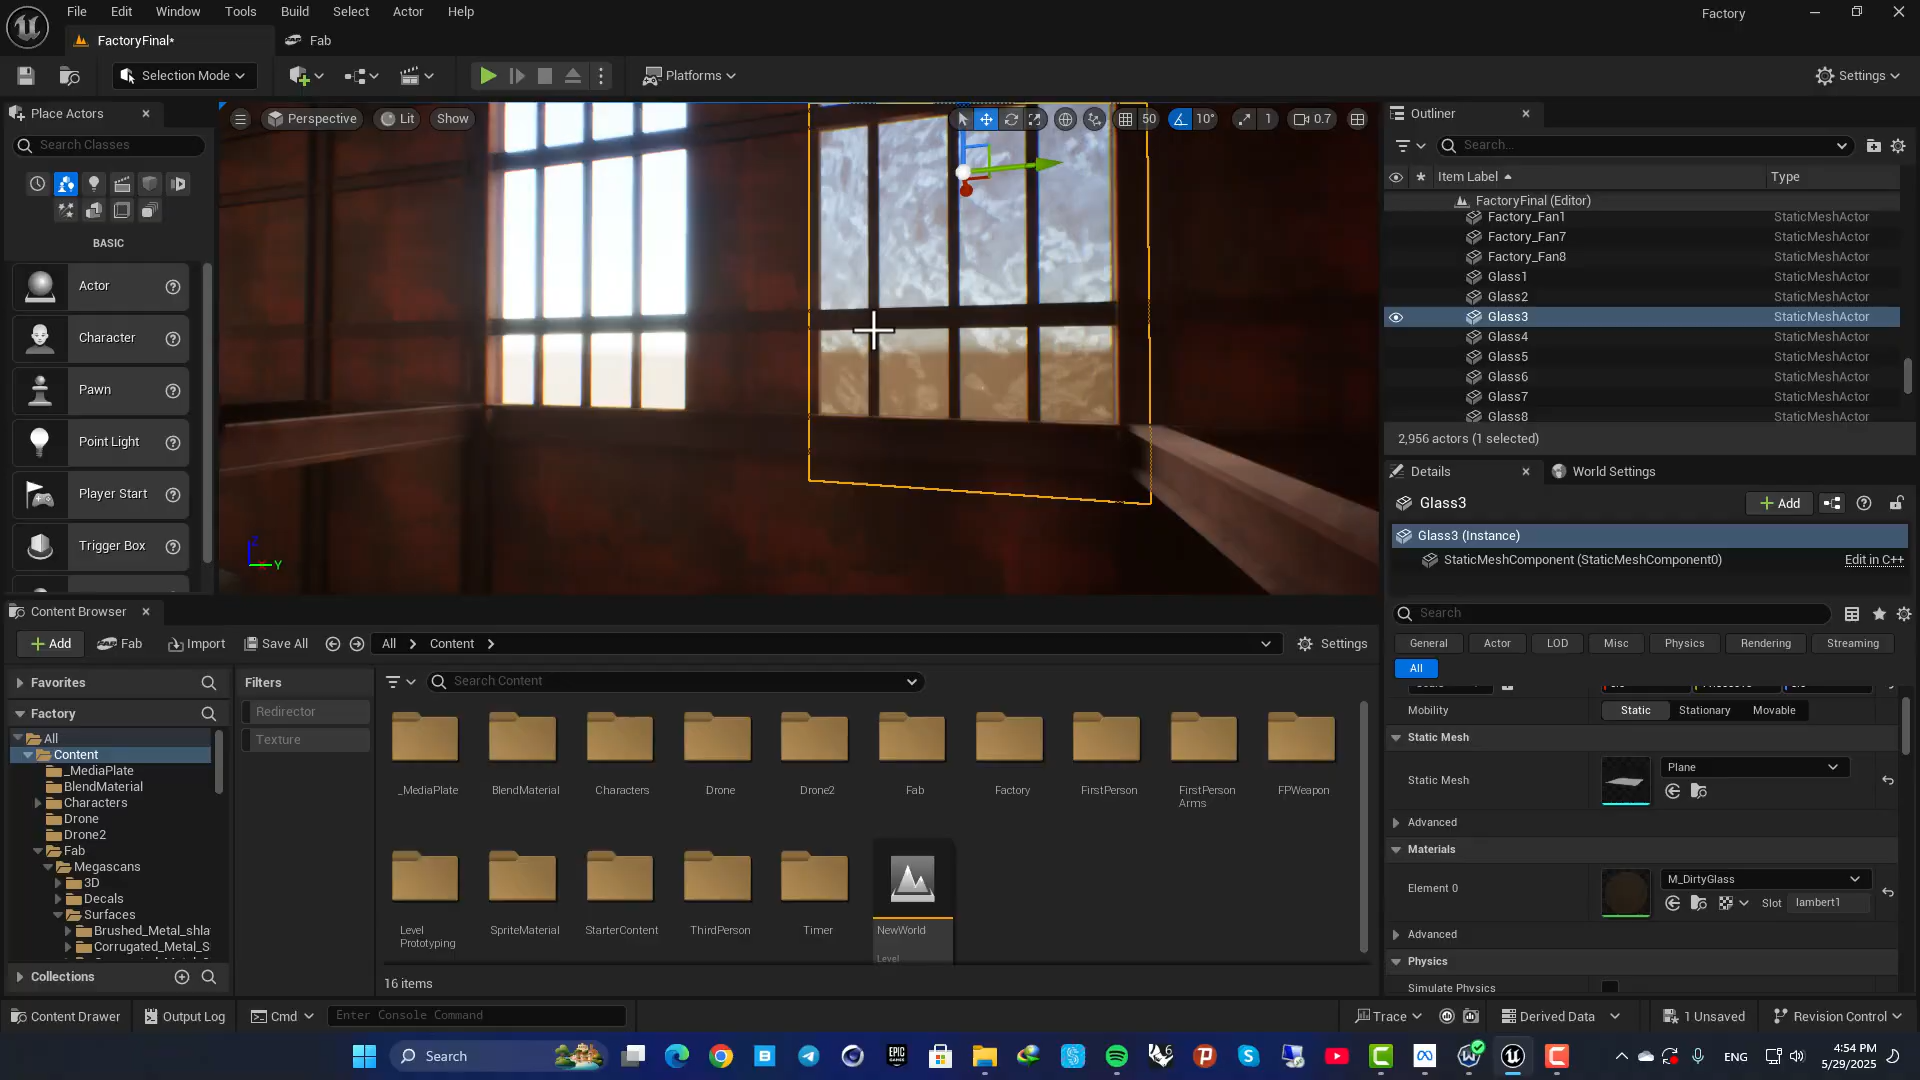 File Edit Window Tools Build Select Actor Help
Factory
FactoryFinal*
Fab
Selection Mode
Platforms
Settings
Place Actors
Search Classes
BASIC
Actor
Character
Pawn
Point Light
Player Start
Trigger Box
Perspective
Lit
Show
50
10°
1
0.7
Z
Y
Outliner
Search...
Item Label
Type
FactoryFinal (Editor)
Factory_Fan1 StaticMeshActor
Factory_Fan7 StaticMeshActor
Factory_Fan8 StaticMeshActor
Glass1 StaticMeshActor
Glass2 StaticMeshActor
Glass3 StaticMeshActor
Glass4 StaticMeshActor
Glass5 StaticMeshActor
Glass6 StaticMeshActor
Glass7 StaticMeshActor
Glass8 StaticMeshActor
2,956 actors (1 selected)
Details
World Settings
Glass3
Add
Glass3 (Instance)
StaticMeshComponent (StaticMeshComponent0)
Edit in C++
Search
General Actor LOD Misc Physics Rendering Streaming
All
Mobility
Static Stationary Movable
Static Mesh
Static Mesh
Plane
Advanced
Materials
Element 0
M_DirtyGlass
Slot lambert1
Advanced
Physics
Simulate Physics
Content Browser
Add
Fab
Import
Save All
All
Content
Settings
Favorites
Factory
All
Content
_MediaPlate
BlendMaterial
Characters
Drone
Drone2
Fab
Megascans
3D
Decals
Surfaces
Brushed_Metal_shla
Corrugated_Metal_S
Collections
Filters
Redirector
Texture
Search Content
_MediaPlate
BlendMaterial
Characters
Drone
Drone2
Fab
Factory
FirstPerson
FirstPerson
Arms
FPWeapon
Level
Prototyping
SpriteMaterial
StarterContent
ThirdPerson
Timer
NewWorld
Level
16 items
Content Drawer
Output Log
Cmd
Enter Console Command
Trace
Derived Data
1 Unsaved
Revision Control
Search
EPIC
GAMES
ENG
4:54 PM
5/29/2025